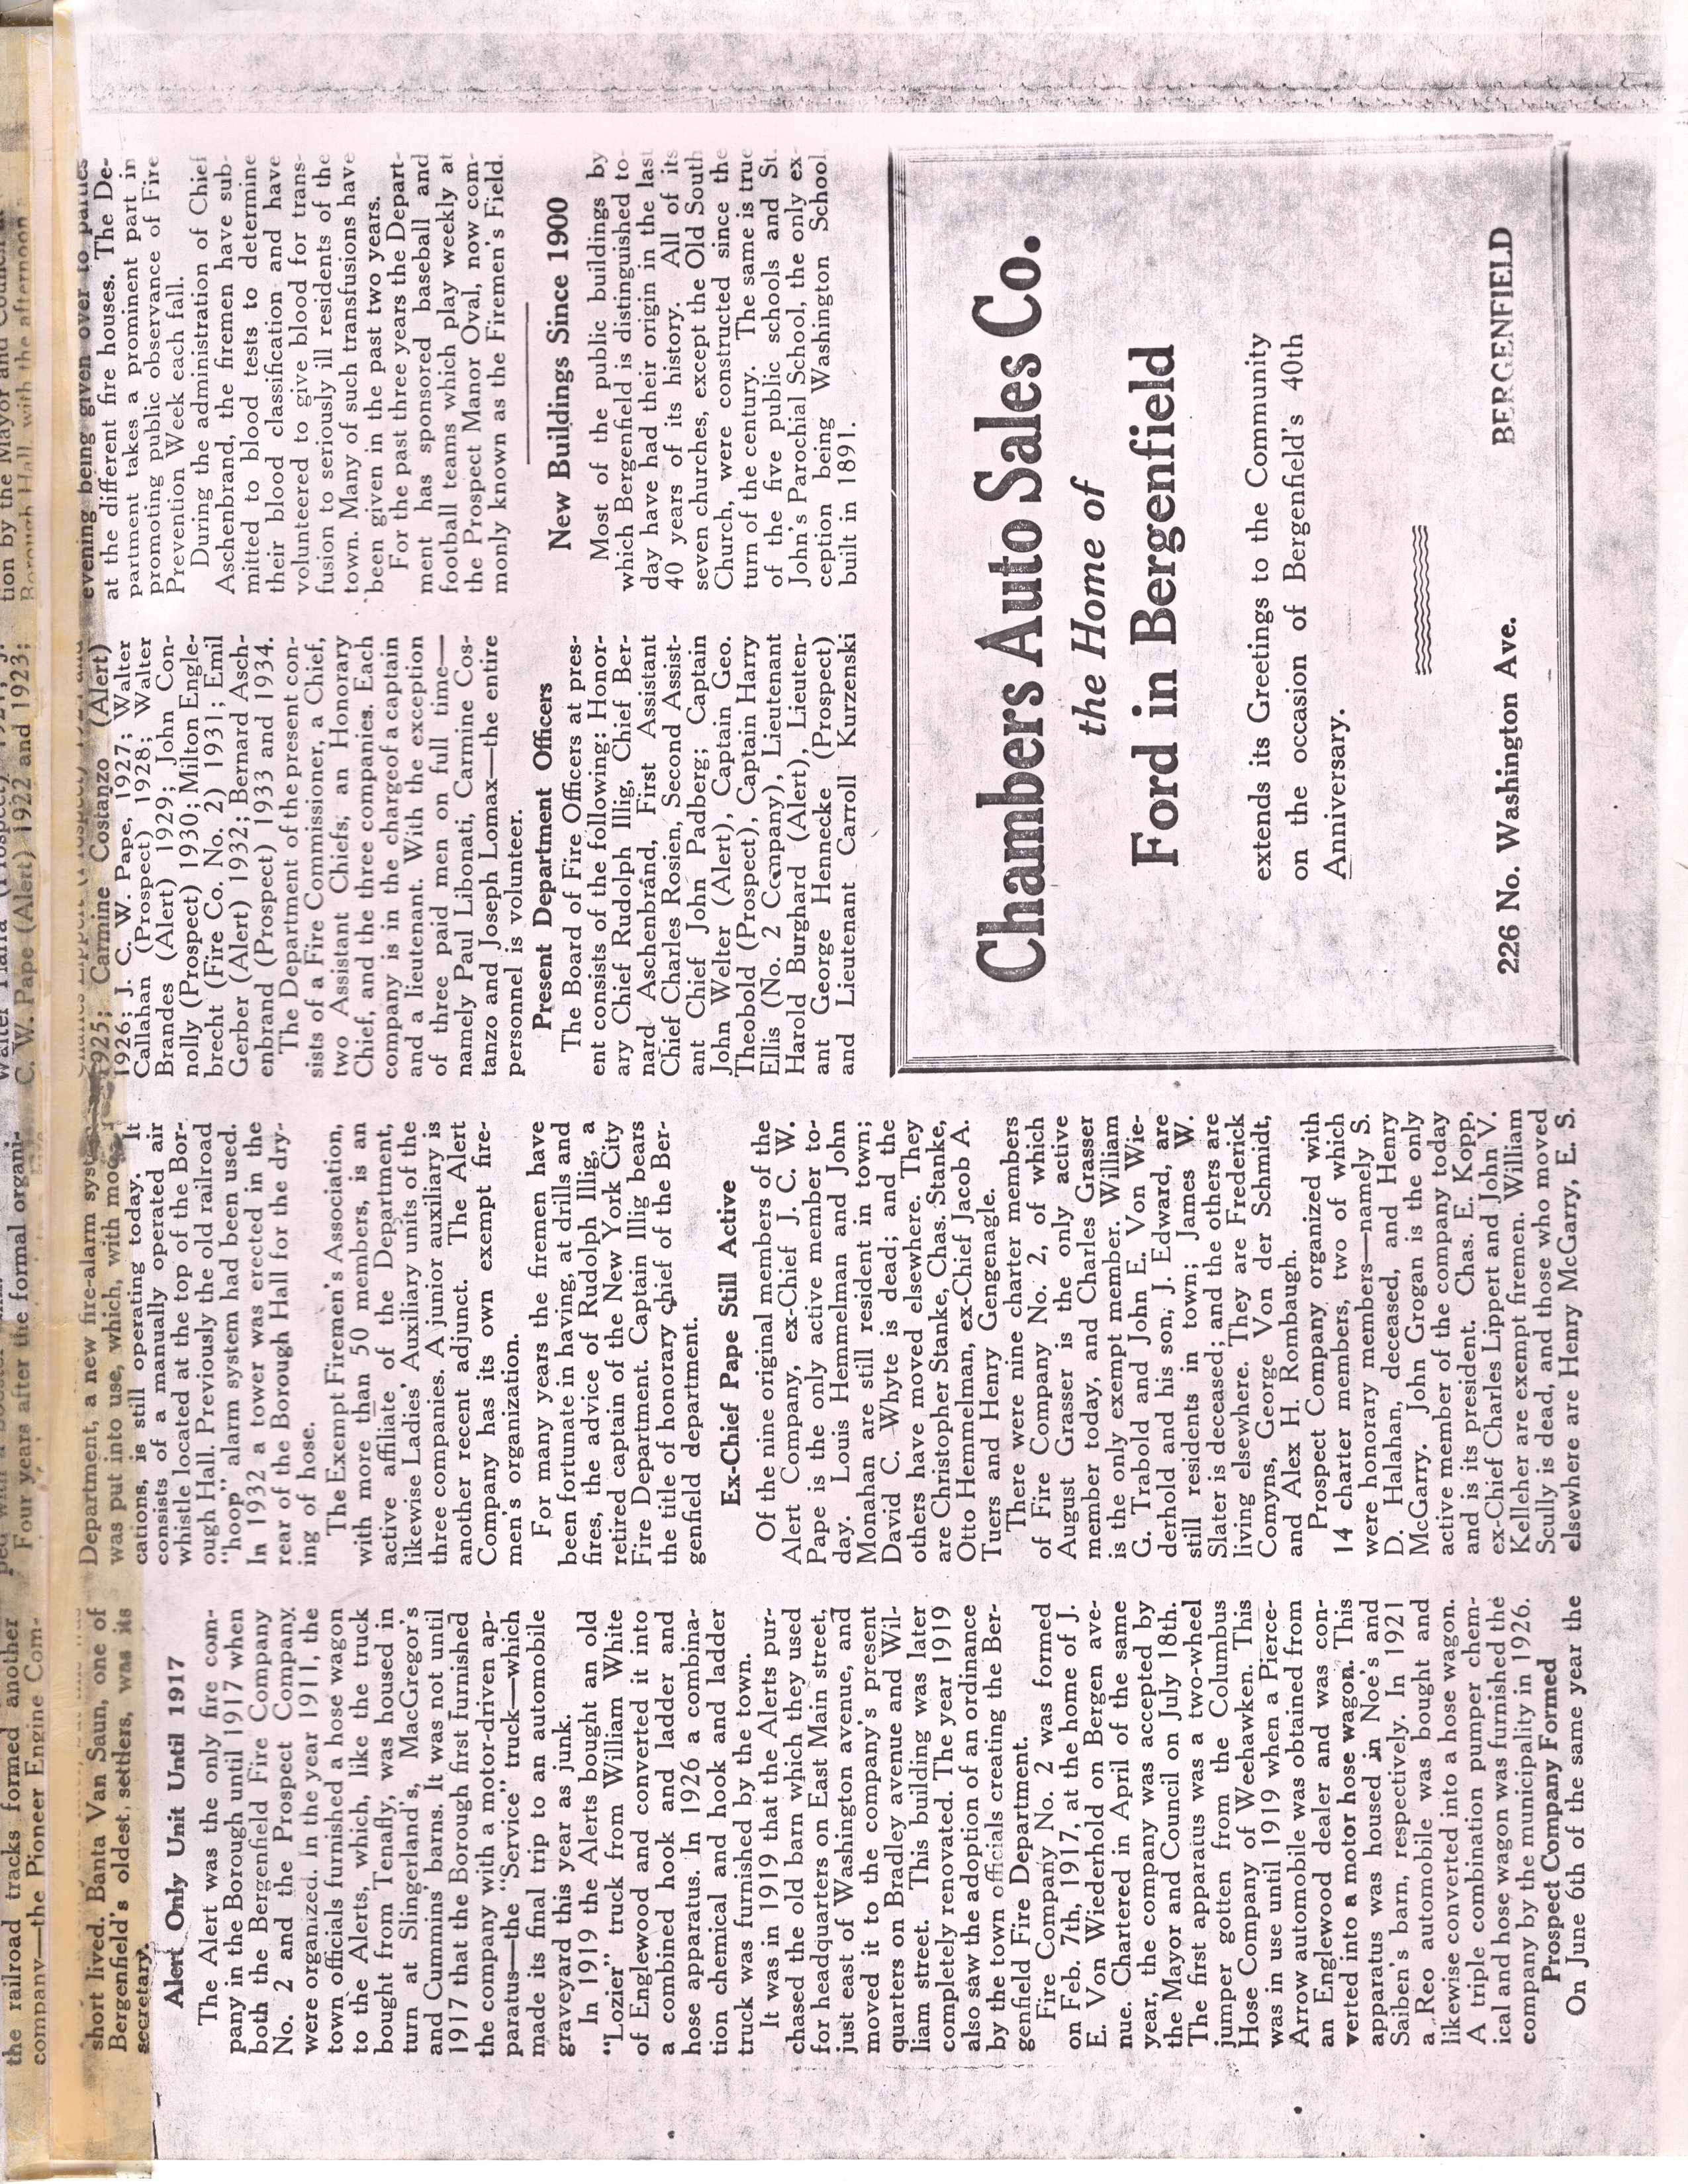 the railroad tracks formed another
company—the Pioneer Engine Com-
short lived. Banta Van Saun, one of
Bergenfield's oldest settlers, was its
secretary.
Alert Only Unit Until 1917
The Alert was the only fire com-
pany in the Borough until 1917 when
both the Bergenfield Fire Company
No. 2 and the Prospect Company.
were organized. In the year 1911, the
town officials furnished a hose wagon
to the Alerts, which, like the truck
bought from Tenafly, was housed in
turn at Slingerland's, MacGregor's
and Cummins' barns. It was not until
1917 that the Borough first furnished
the company with a motor-driven ap-
paratus—the "Service" truck—which
made its final trip to an automobile
graveyard this year as junk.
In 1919 the Alerts bought an old
"Lozier" truck from William White
of Englewood and converted it into
a combined hook and ladder and
hose apparatus. In 1926 a combina-
tion chemical and hook and ladder
truck was furnished by the town.
It was in 1919 that the Alerts pur-
chased the old barn which they used
for headquarters on East Main street,
just east of Washington avenue, and
moved it to the company's present
quarters on Bradley avenue and Wil-
liam street. This building was later
completely renovated. The year 1919
also saw the adoption of an ordinance
by the town officials creating the Ber-
genfield Fire Department.
Fire Company No. 2 was formed
on Feb. 7th, 1917, at the home of J.
E. Von Wiederhold on Bergen ave-
nue. Chartered in April of the same
year, the company was accepted by
the Mayor and Council on July 18th.
The first apparatus was a two-wheel
jumper gotten from the Columbus
Hose Company of Weehawken. This
was in use until 1919 when a Pierce-
Arrow automobile was obtained from
an Englewood dealer and was con-
verted into a motor hose wagon. This
apparatus was housed in Noe's and
Saiben's barn, respectively. In 1921
a Reo automobile was bought and
likewise converted into a hose wagon.
A triple combination pumper chem-
ical and hose wagon was furnished the
company by the municipality in 1926.
Prospect Company Formed
On June 6th of the same year the
Four years after the formal organi-
Department, a new fire-alarm system
was put into use, which, with
cations, is still operating today. It
consists of a manually operated air
whistle located at the top of the Bor-
ough Hall. Previously the old railroad
"hoop" alarm system had been used.
In 1932 a tower was erected in the
rear of the Borough Hall for the dry-
ing of hose.
The Exempt Firemen's Association,
with more than 50 members, is an
active affiliate of the Department,
likewise Ladies' Auxiliary units of the
three companies. A junior auxiliary is
another recent adjunct. The Alert
Company has its own exempt fire-
men's organization.
For many years the firemen have
been fortunate in having, at drills and
fires, the advice of Rudolph Illig, a
retired captain of the New York City
Fire Department. Captain Illig bears
the title of honorary chief of the Ber-
genfield department.
Ex-Chief Pape Still Active
Of the nine original members of the
Alert Company, ex-Chief J. C. W.
Pape is the only active member to-
day. Louis Hemmelman and John
Monahan are still resident in town;
David C. Whyte is dead; and the
others have moved elsewhere. They
are Christopher Stanke, Chas. Stanke,
Otto Hemmelman, ex-Chief Jacob A.
Tuers and Henry Gengenagle.
There were nine charter members
of Fire Company No. 2, of which
August Grasser is the only active
member today, and Charles Grasser
is the only exempt member. William
G. Trabold and John E. Von Wie-
derhold and his son, J. Edward, are
still residents in town; James W.
Slater is deceased; and the others are
living elsewhere. They are Frederick
Comyns, George Von der Schmidt,
and Alex H. Rombaugh.
Prospect Company organized with
14 charter members, two of which
were honorary members—namely S.
D. Halahan, deceased, and Henry
McGarry. John Grogan is the only
active member of the company today
and is its president. Chas. E. Kopp,
ex-Chief Charles Lippert and John V.
Kelleher are exempt firemen. William
Scully is dead, and those who moved
elsewhere are Henry McGarry, E. S.
C. W. Pape (Alert) 1922 and 1923;
1925; Carmine Costanzo (Alert)
1926; J. C. W. Pape, 1927; Walter
Callahan (Prospect) 1928; Walter
Brandes (Alert) 1929; John Con-
nolly (Prospect) 1930; Milton Engle-
brecht (Fire Co. No. 2) 1931; Emil
Gerber (Alert) 1932; Bernard Asch-
enbrand (Prospect) 1933 and 1934.
The Department of the present con-
sists of a Fire Commissioner, a Chief,
two Assistant Chiefs; an Honorary
Chief, and the three companies. Each
company is in the charge of a captain
and a lieutenant. With the exception
of three paid men on full time—
namely Paul Libonati, Carmine Cos-
tanzo and Joseph Lomax—the entire
personnel is volunteer.
Present Department Officers
The Board of Fire Officers at pres-
ent consists of the following: Honor-
ary Chief Rudolph Illig, Chief Ber-
nard Aschenbrand, First Assistant
Chief Charles Rosien, Second Assist-
ant Chief John Padberg; Captain
John Welter (Alert), Captain Geo.
Theobold (Prospect), Captain Harry
Ellis (No. 2 Company), Lieutenant
Harold Burghard (Alert), Lieuten-
ant George Hennecke (Prospect)
and Lieutenant Carroll Kurzenski
tion by the Mayor and Council at
Borough Hall, with the afternoon
evening being given over to parties
at the different fire houses. The De-
partment takes a prominent part in
promoting public observance of Fire
Prevention Week each fall.
During the administration of Chief
Aschenbrand, the firemen have sub-
mitted to blood tests to determine
their blood classification and have
volunteered to give blood for trans-
fusion to seriously ill residents of the
town. Many of such transfusions have
been given in the past two years.
For the past three years the Depart-
ment has sponsored baseball and
football teams which play weekly at
the Prospect Manor Oval, now com-
monly known as the Firemen's Field.
New Buildings Since 1900
Most of the public buildings by
which Bergenfield is distinguished to-
day have had their origin in the last
40 years of its history. All of its
seven churches, except the Old South
Church, were constructed since the
turn of the century. The same is true
of the five public schools and St.
John's Parochial School, the only ex-
ception being Washington School,
built in 1891.
Chambers Auto Sales Co.
the Home of
Ford in Bergenfield
extends its Greetings to the Community
on the occasion of Bergenfield's 40th
Anniversary.
226 No. Washington Ave. BERGENFIELD